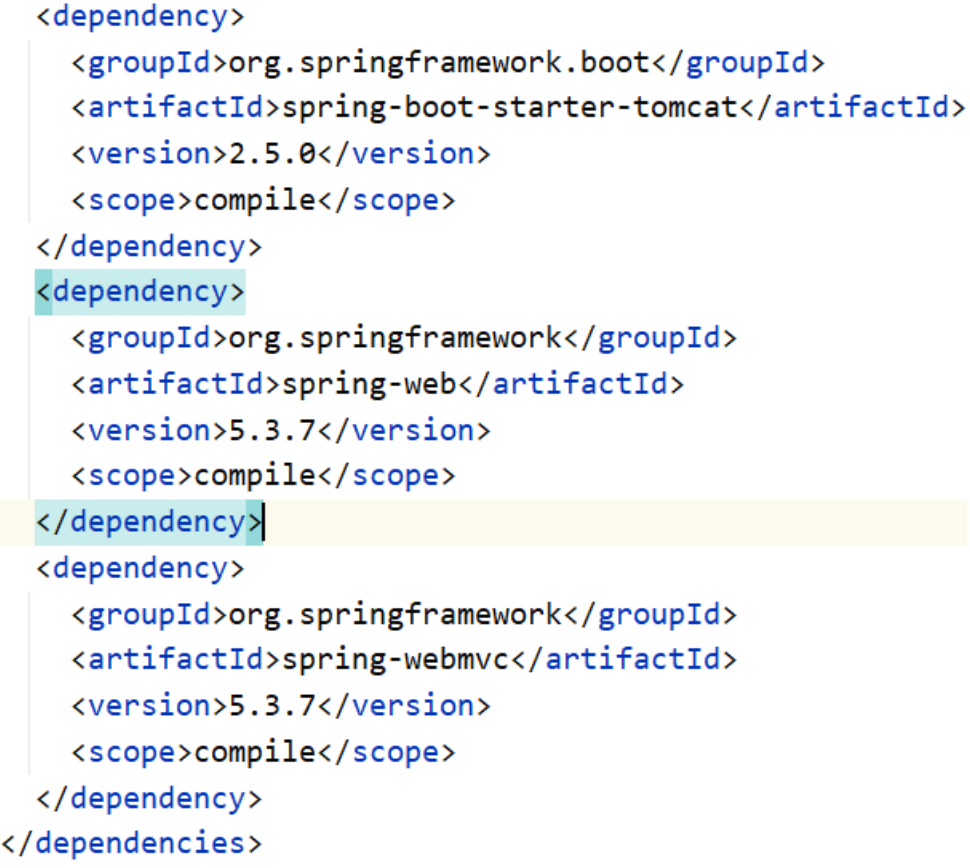 <dependency>
<groupId>org.springframework.boot</groupId>
<artifactId>spring-boot-starter-tomcat</artifactId>
<version>2.5.0</version>
<scope>compile</scope>
</dependency>
<dependency>
<groupId>org.springframework</groupId>
<artifactId>spring-web</artifactId>
<version>5.3.7</version>
<scope>compile</scope>
</dependency>
<dependency>
<groupId>org.springframework</groupId>
<artifactId>spring-webmvc</artifactId>
<version>5.3.7</version>
<scope>compile</scope>
</dependency>
</dependencies>